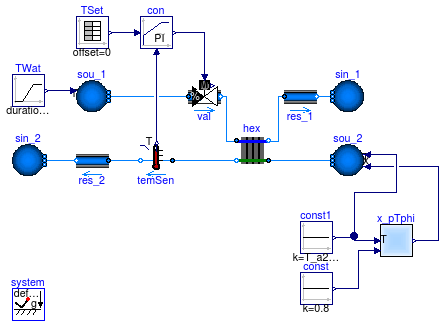 TSet
con
PI
offset=0
TWat
sou_1
sin_1
duratio...
M
val
res_1
hex
sin_2
sou_2
T
res_2
temSen
const1
x_pTphi
T
k=T_a2...
const
k=0.8
system
def...
g